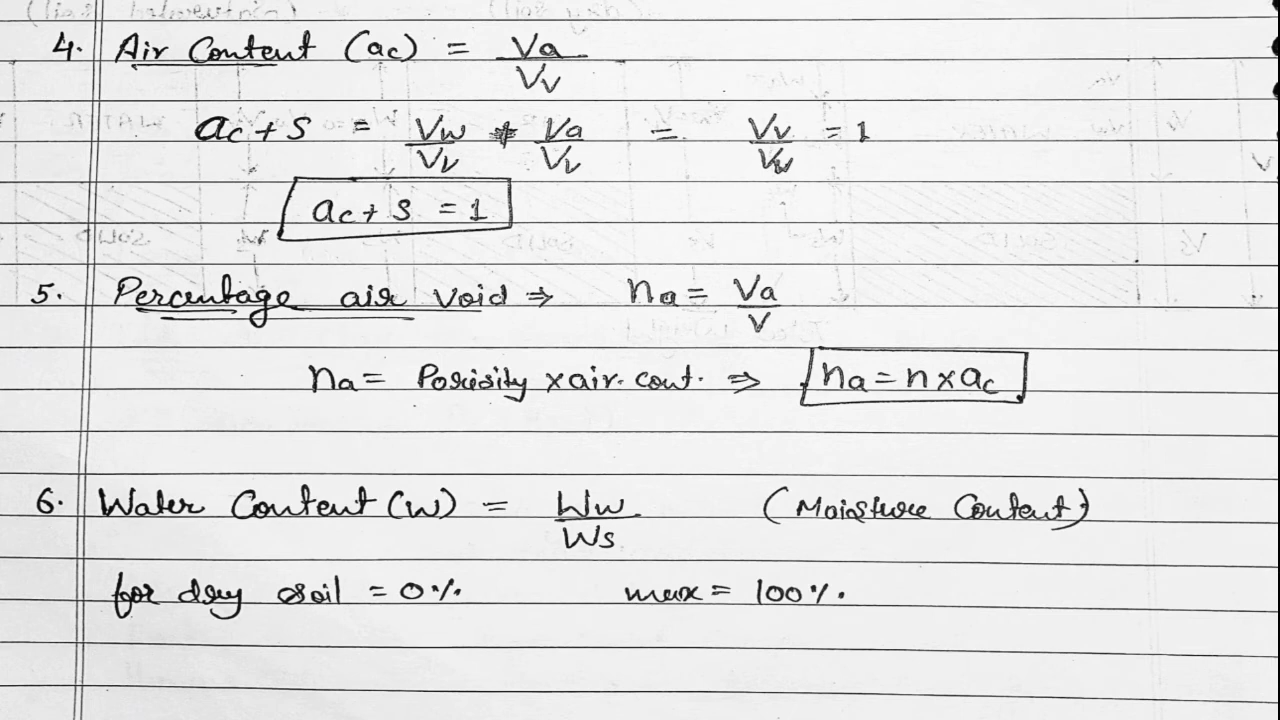 4. Air Content (ac) = Va/Vv
ac + S = Vw/Vv + Va/Vv = Vv/Vv = 1
ac + S = 1
5. Percentage air void ⇒ na = Va/V
na = Porisity x air. cont. ⇒ na = n x ac
6. Water Content (w) = Ww/Ws (Moisture Content)
for dry soil = 0%. max = 100%.